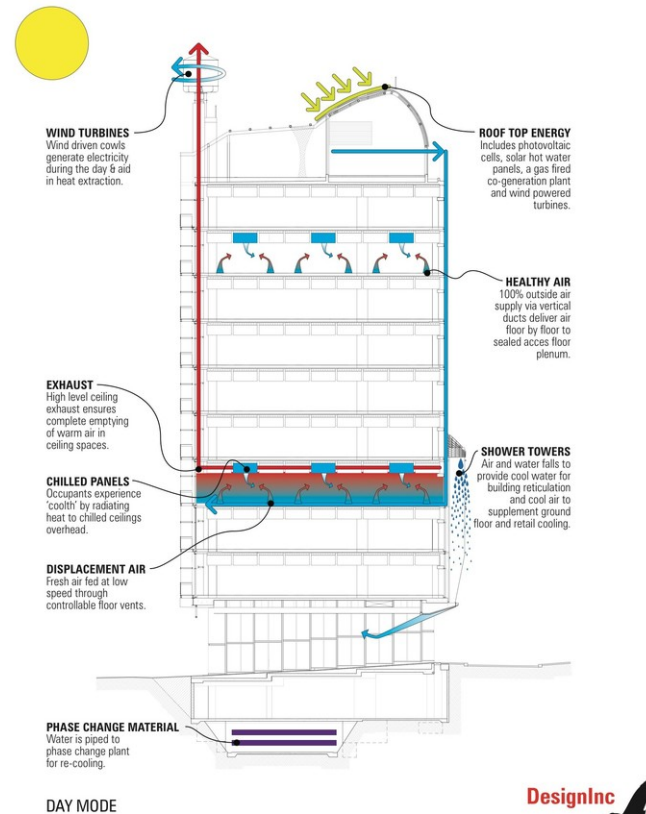 WIND TURBINES
Wind driven cowls
generate electricity
during the day & aid
in heat extraction.
ROOF TOP ENERGY
Includes photovoltaic
cells, solar hot water
panels, a gas fired
co-generation plant
and wind powered
turbines.
HEALTHY AIR
100% outside air
supply via vertical
ducts deliver air
floor by floor to
sealed acces floor
plenum.
EXHAUST
High level ceiling
exhaust ensures
complete emptying
of warm air in
ceiling spaces.
CHILLED PANELS
Occupants experience
'coolth' by radiating
heat to chilled ceilings
overhead.
SHOWER TOWERS
Air and water falls to
provide cool water for
building reticulation
and cool air to
supplement ground
floor and retail cooling.
DISPLACEMENT AIR
Fresh air fed at low
speed through
controllable floor vents.
PHASE CHANGE MATERIAL
Water is piped to
phase change plant
for re-cooling.
DAY MODE
DesignInc